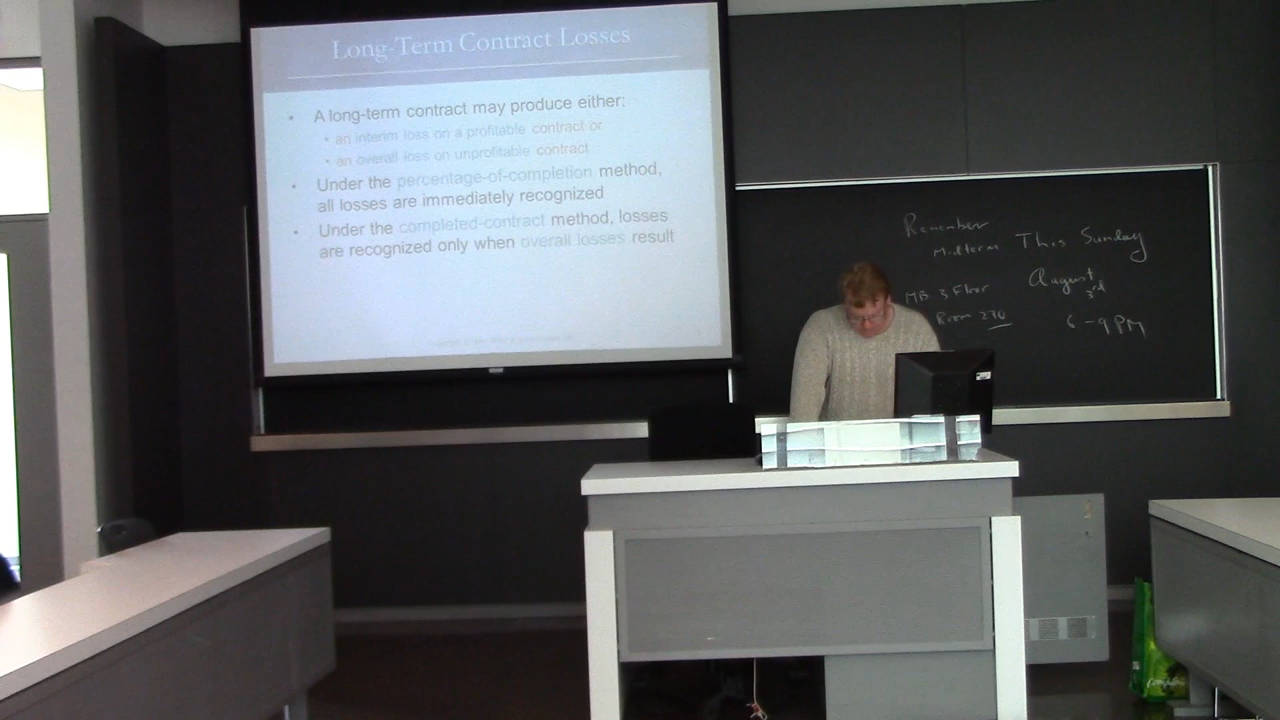 Long-Term Contract Losses
A long-term contract may produce either:
an interim loss on a profitable contract or
an overall loss on unprofitable contract
Under the percentage-of-completion method,
all losses are immediately recognized
Under the completed-contract method, losses
are recognized only when overall losses result
Remember
Midterm This Sunday
August
3rd
MB 3 Floor
Room 270
6-9 PM